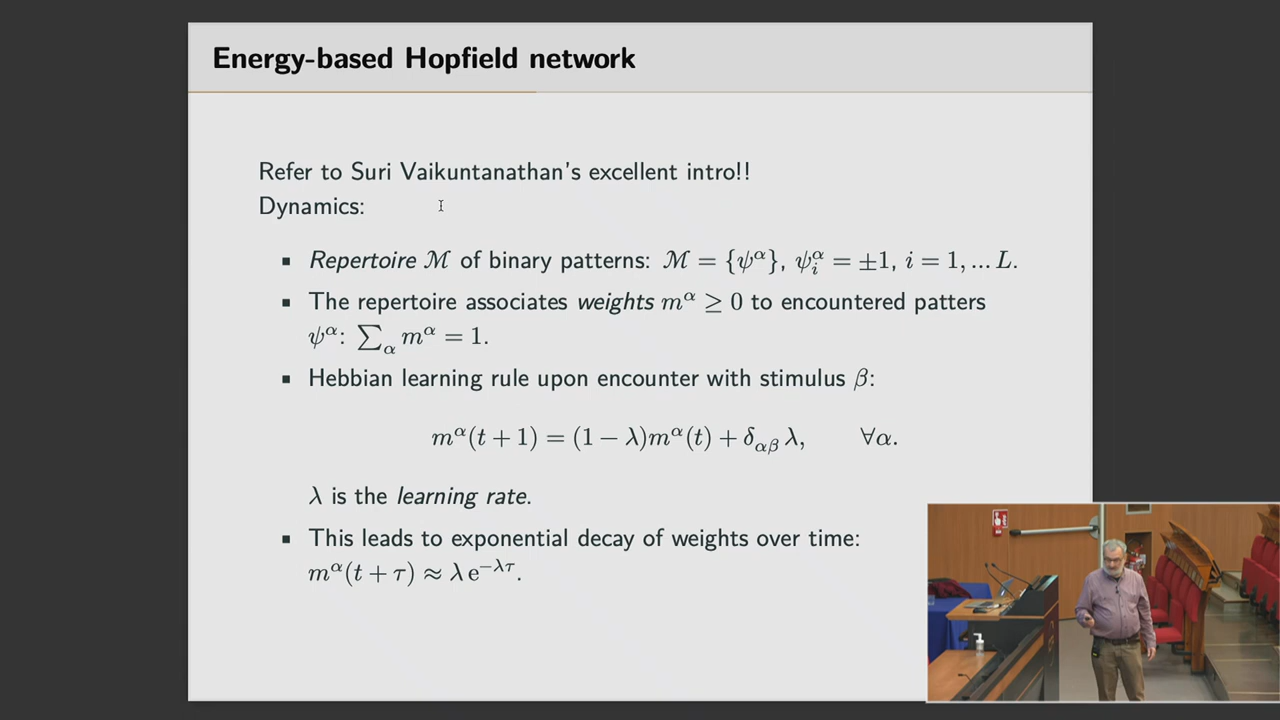 Energy-based Hopfield network
Refer to Suri Vaikuntanathan's excellent intro!!
Dynamics:
▪ Repertoire ℳ of binary patterns: ℳ = {ψ^α}, ψ_i^α = ±1, i = 1, … L.
▪ The repertoire associates weights m^α ≥ 0 to encountered patters
ψ^α: ∑_α m^α = 1.
▪ Hebbian learning rule upon encounter with stimulus β:
m^α(t + 1) = (1 − λ)m^α(t) + δ_{αβ} λ, ∀α.
λ is the learning rate.
▪ This leads to exponential decay of weights over time:
m^α(t + τ) ≈ λ e^{−λτ}.